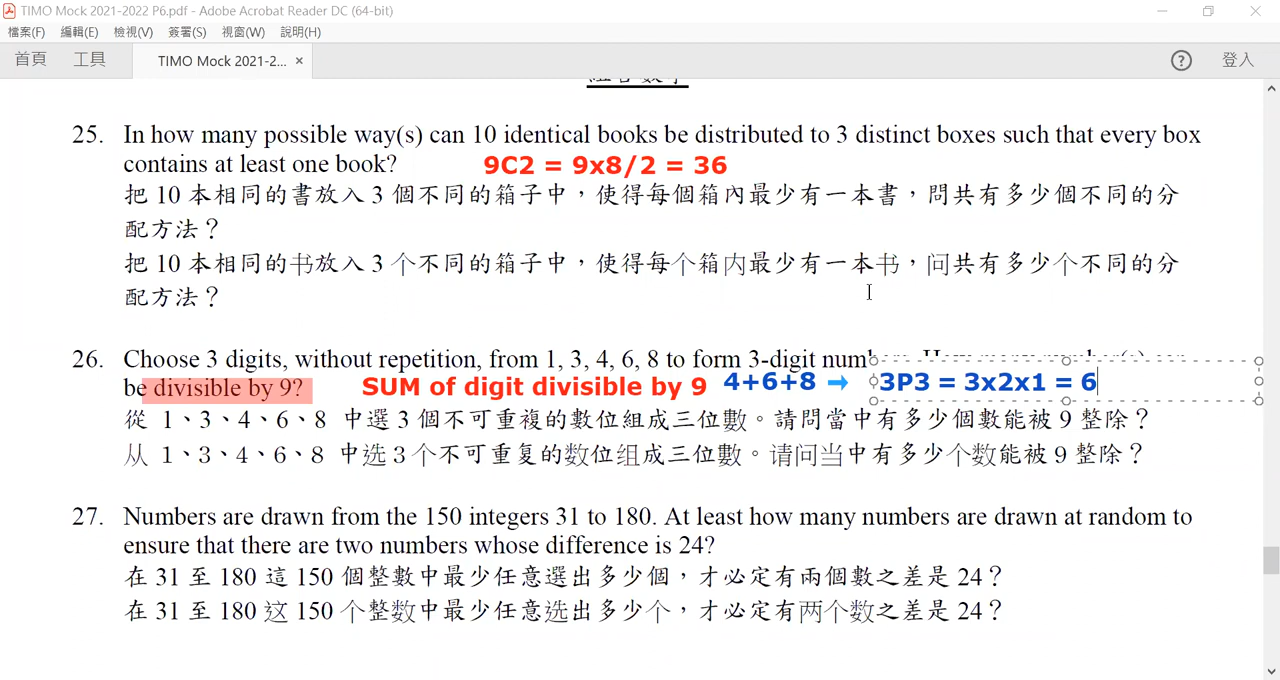 TIMO Mock 2021-2022 P6.pdf - Adobe Acrobat Reader DC (64-bit)
檔案(F) 編輯(E) 檢視(V) 簽署(S) 視窗(W) 說明(H)
首頁 工具 TIMO Mock 2021-2... × ? 登入
25. In how many possible way(s) can 10 identical books be distributed to 3 distinct boxes such that every box
contains at least one book? 9C2 = 9x8/2 = 36
把 10 本相同的書放入 3 個不同的箱子中，使得每個箱內最少有一本書，問共有多少個不同的分
配方法？
把 10 本相同的书放入 3 个不同的箱子中，使得每个箱内最少有一本书，问共有多少个不同的分
配方法？
26. Choose 3 digits, without repetition, from 1, 3, 4, 6, 8 to form 3-digit
be divisible by 9? SUM of digit divisible by 9 4+6+8 → 3P3 = 3x2x1 = 6
從 1、3、4、6、8 中選 3 個不可重複的數位組成三位數。請問當中有多少個數能被 9 整除？
从 1、3、4、6、8 中选 3 个不可重复的数位组成三位數。请问当中有多少个数能被 9 整除？
27. Numbers are drawn from the 150 integers 31 to 180. At least how many numbers are drawn at random to
ensure that there are two numbers whose difference is 24?
在 31 至 180 這 150 個整數中最少任意選出多少個，才必定有兩個數之差是 24？
在 31 至 180 这 150 个整数中最少任意选出多少个，才必定有两个数之差是 24？